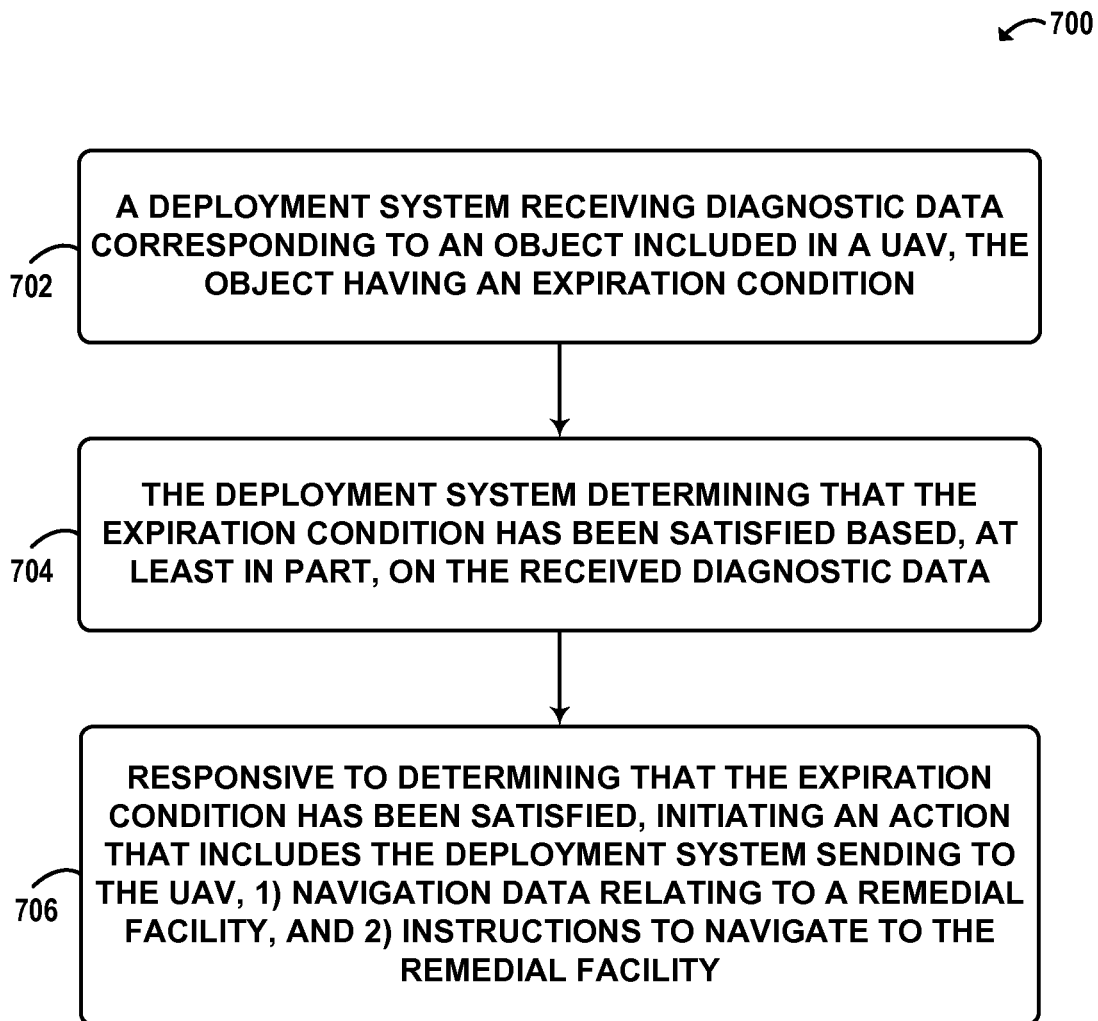 700
A DEPLOYMENT SYSTEM RECEIVING DIAGNOSTIC DATA
CORRESPONDING TO AN OBJECT INCLUDED IN A UAV, THE
OBJECT HAVING AN EXPIRATION CONDITION
702
THE DEPLOYMENT SYSTEM DETERMINING THAT THE
EXPIRATION CONDITION HAS BEEN SATISFIED BASED, AT
LEAST IN PART, ON THE RECEIVED DIAGNOSTIC DATA
704
RESPONSIVE TO DETERMINING THAT THE EXPIRATION
CONDITION HAS BEEN SATISFIED, INITIATING AN ACTION
THAT INCLUDES THE DEPLOYMENT SYSTEM SENDING TO
THE UAV, 1) NAVIGATION DATA RELATING TO A REMEDIAL
FACILITY, AND 2) INSTRUCTIONS TO NAVIGATE TO THE
REMEDIAL FACILITY
706